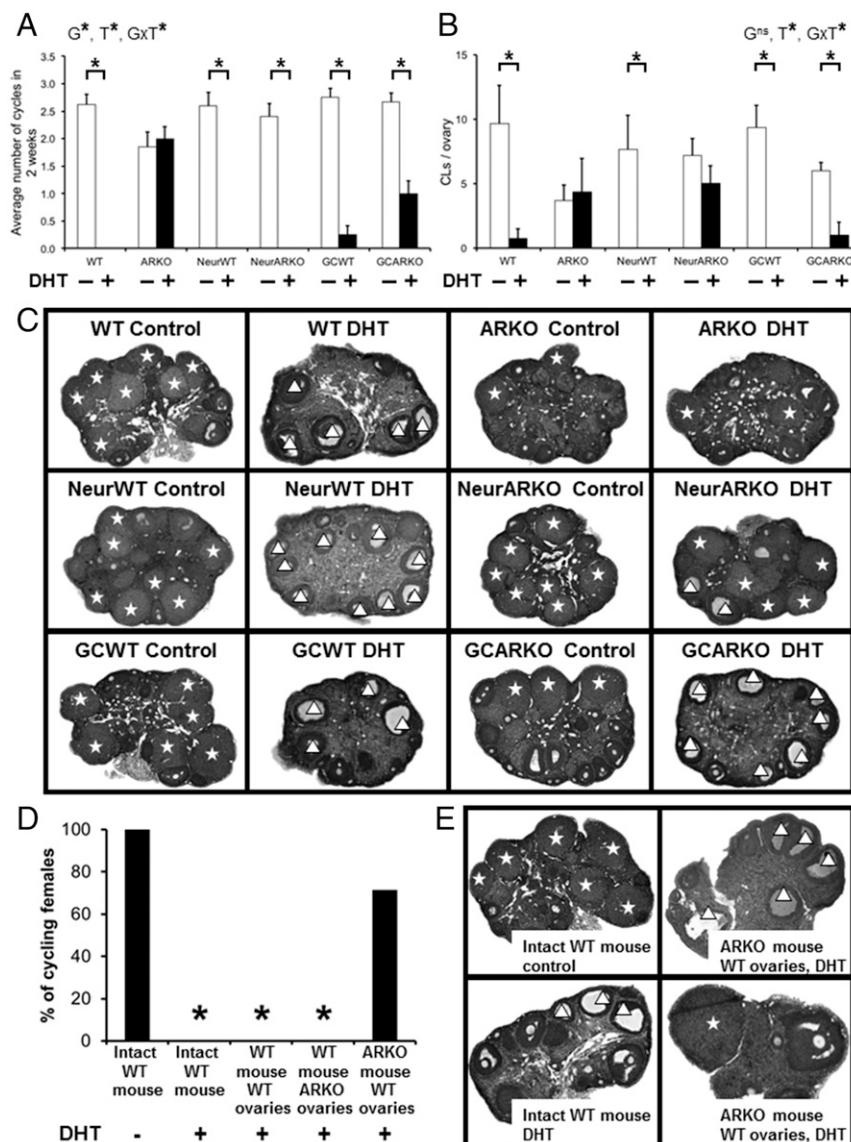 A
G*, T*, GxT*
* * * * *
Average number of cycles in
2 weeks
3.0
2.5
2.0
1.5
1.0
0.5
0.0
WT ARKO NeurWT NeurARKO GCWT GCARKO
DHT − + − + − + − + − + − +
B
Gns, T*, GxT*
* * * *
CLs / ovary
15
10
5
0
WT ARKO NeurWT NeurARKO GCWT GCARKO
DHT − + − + − + − + − + − +
C
WT Control WT DHT ARKO Control ARKO DHT
NeurWT Control NeurWT DHT NeurARKO Control NeurARKO DHT
GCWT Control GCWT DHT GCARKO Control GCARKO DHT
D
% of cycling females
100
80
60
40
20
0
* * *
Intact WT mouse
Intact WT mouse
WT mouse WT ovaries
WT mouse ARKO ovaries
ARKO mouse WT ovaries
DHT - + + + +
E
Intact WT mouse
control
ARKO mouse
WT ovaries, DHT
Intact WT mouse
DHT
ARKO mouse
WT ovaries, DHT